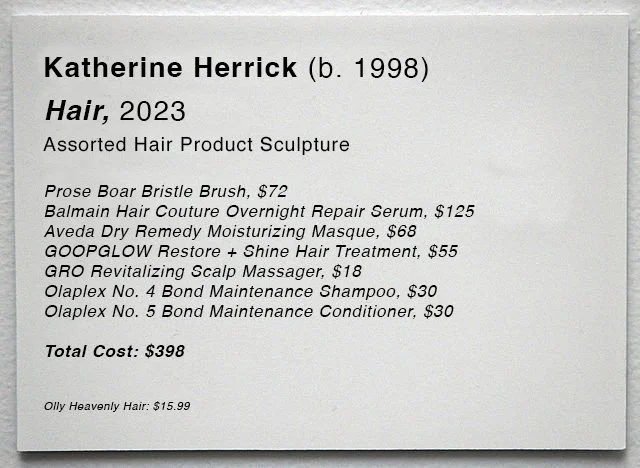 Katherine Herrick (b. 1998)
Hair, 2023
Assorted Hair Product Sculpture
Prose Boar Bristle Brush, $72
Balmain Hair Couture Overnight Repair Serum, $125
Aveda Dry Remedy Moisturizing Masque, $68
GOOPGLOW Restore + Shine Hair Treatment, $55
GRO Revitalizing Scalp Massager, $18
Olaplex No. 4 Bond Maintenance Shampoo, $30
Olaplex No. 5 Bond Maintenance Conditioner, $30
Total Cost: $398
Olly Heavenly Hair: $15.99